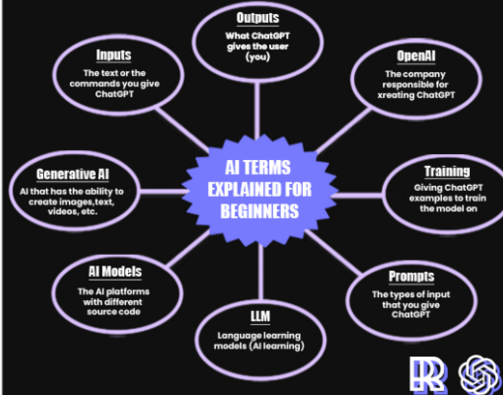 Outputs
What ChatGPT
gives the user
(you)
Inputs
The text or the
commands you give
ChatGPT
OpenAI
The company
responsible for
xreating ChatGPT
Generative AI
AI that has the ability to
create images,text,
videos, etc.
AI TERMS
EXPLAINED FOR
BEGINNERS
Training
Giving ChatGPT
examples to train
the model on
AI Models
The AI platforms
with different
source code
LLM
Language learning
models (AI learning)
Prompts
The types of input
that you give
ChatGPT
R